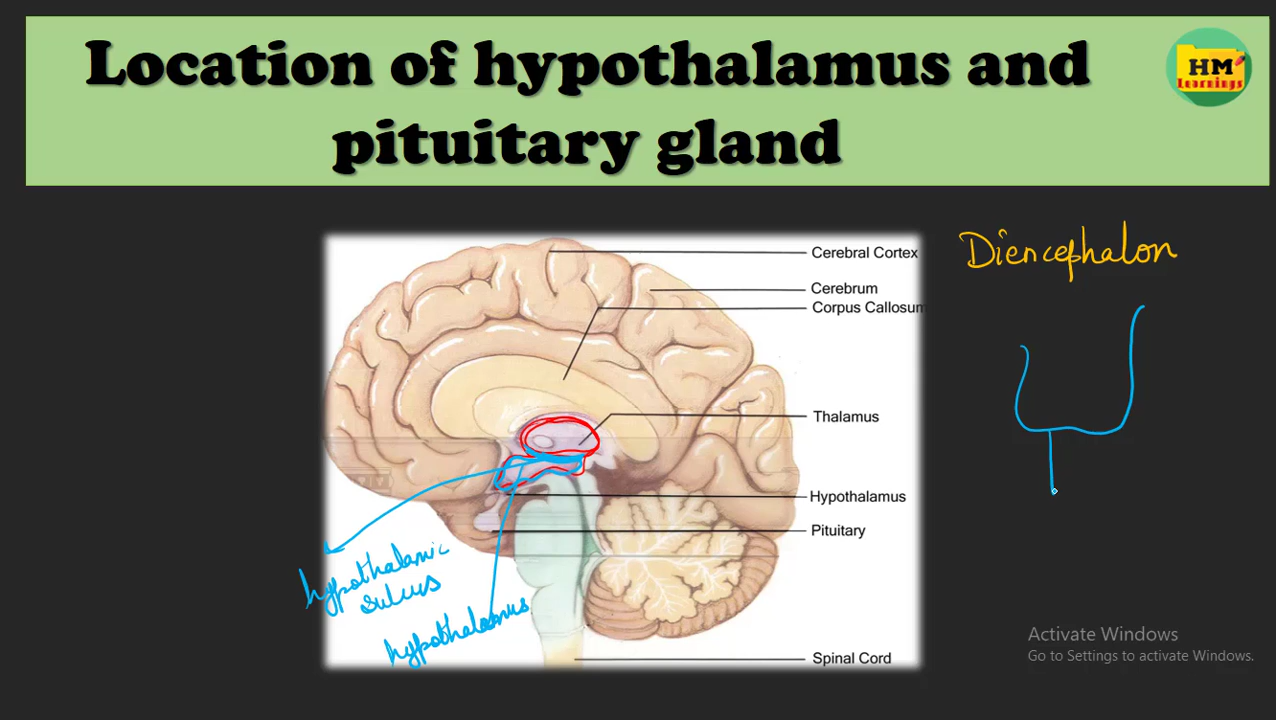 Location of hypothalamus and
pituitary gland
HM
Learnings
Diencephalon
Cerebral Cortex
Cerebrum
Corpus Callosum
Thalamus
Hypothalamus
Pituitary
hypothalamic
sulcus
hypothalamus
Spinal Cord
Activate Windows
Go to Settings to activate Windows.